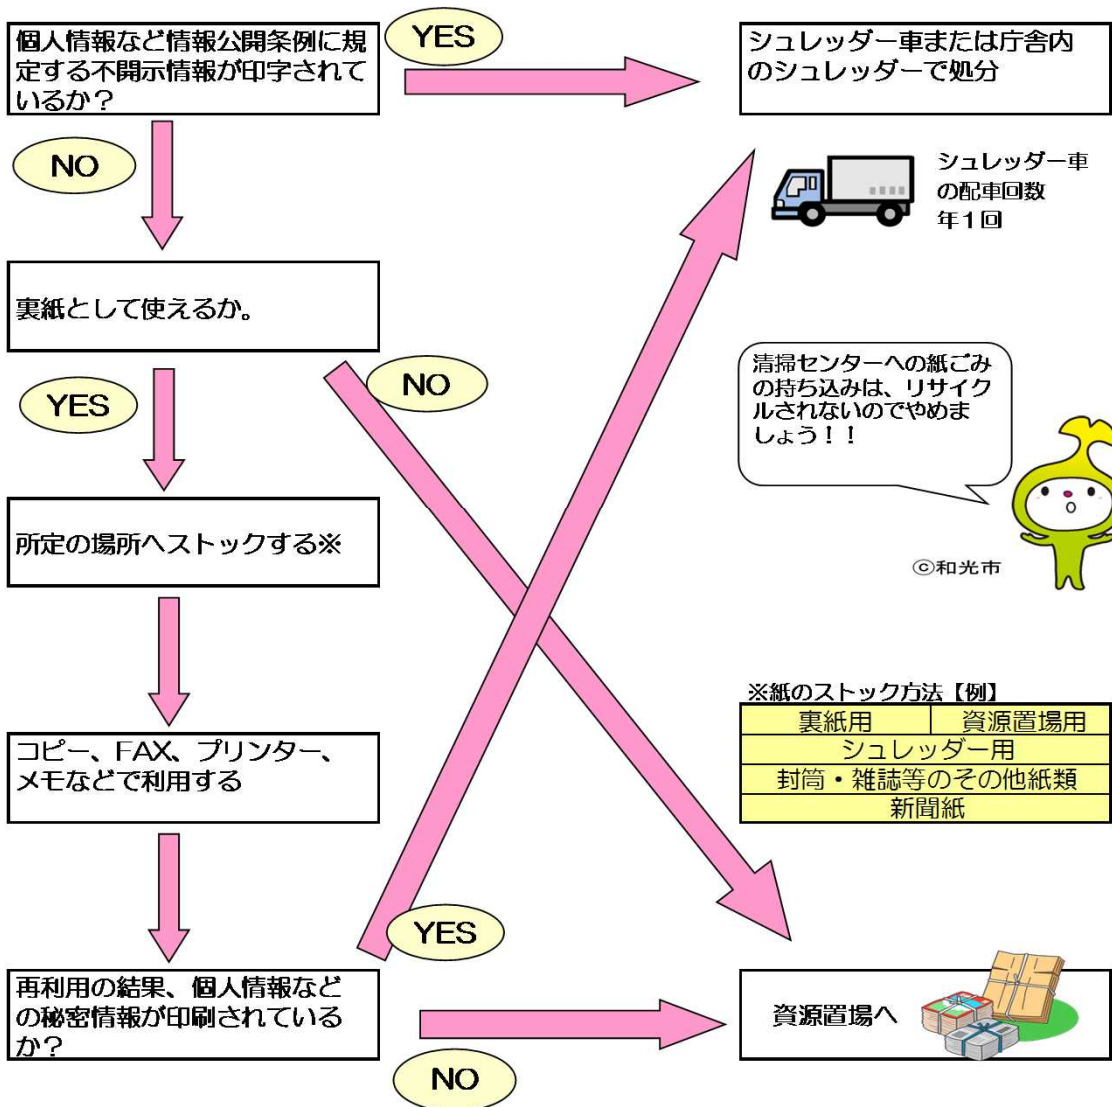 個人情報など情報公開条例に規
定する不開示情報が印字されて
いるか？
YES
シュレッダー車または庁舎内
のシュレッダーで処分
NO
シュレッダー車
の配車回数
年１回
裏紙として使えるか。
YES
NO
清掃センターへの紙ごみ
の持ち込みは、リサイク
ルされないのでやめま
しょう！！
所定の場所へストックする※
©和光市
※紙のストック方法【例】
裏紙用 資源置場用
シュレッダー用
封筒・雑誌等のその他紙類
新聞紙
コピー、FAX、プリンター、
メモなどで利用する
YES
再利用の結果、個人情報など
の秘密情報が印刷されている
か？
NO
資源置場へ